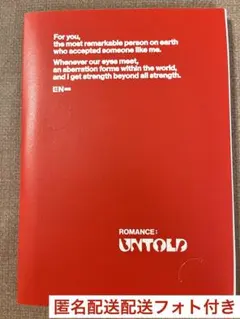 For you,
the most remarkable person on earth
who accepted someone like me.
Whenever our eyes meet,
an aberration forms within the world,
and I get strength beyond all strength.
ROMANCE:
UNTOLD
匿名配送配送フォト付き